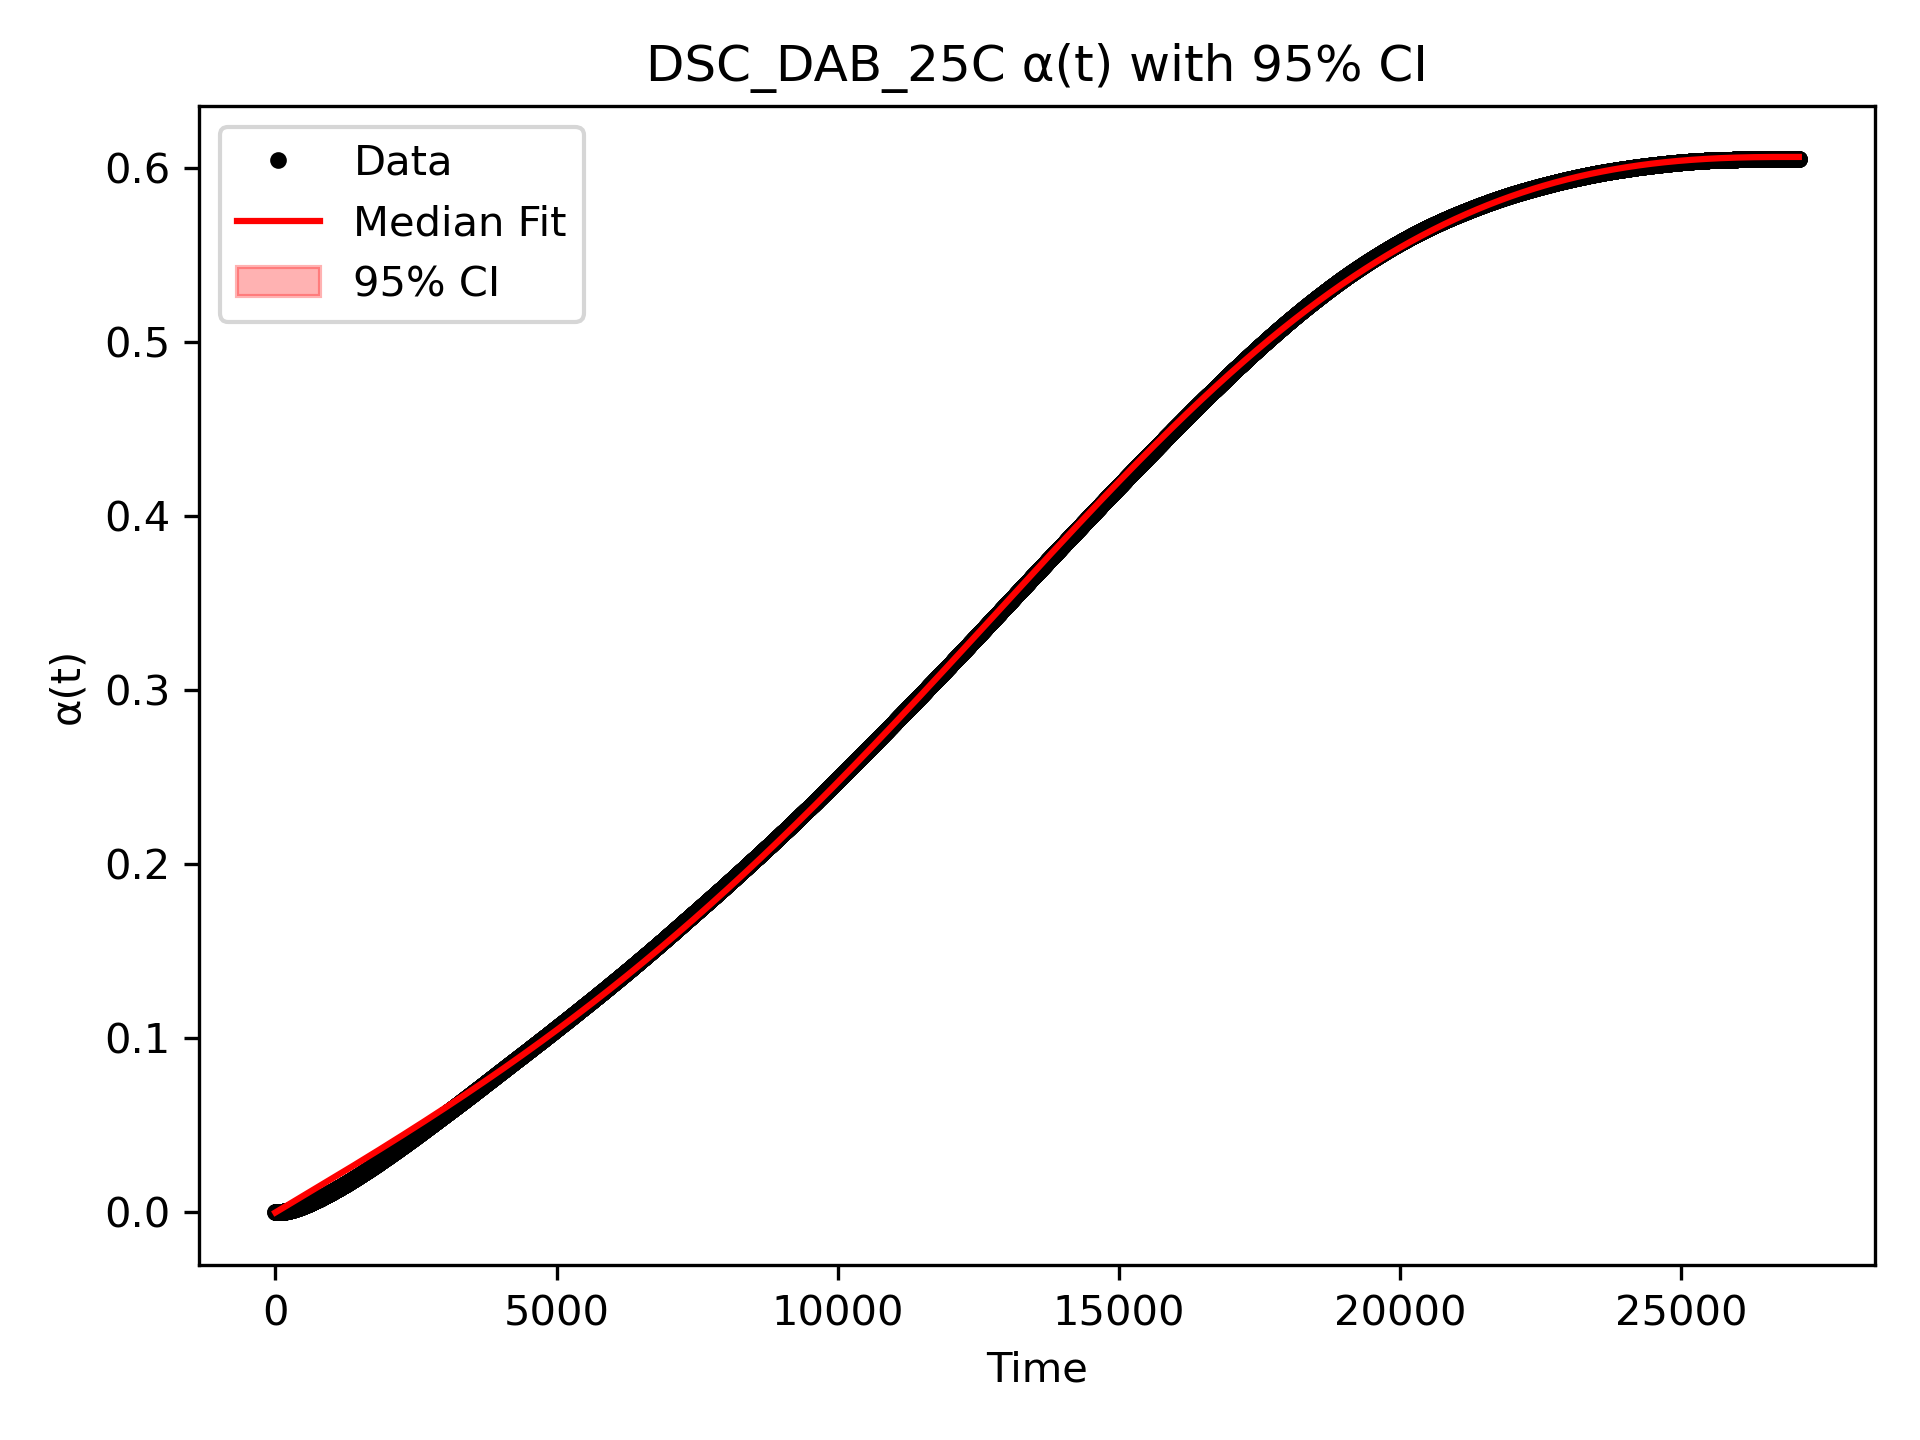 DSC_DAB_25C α(t) with 95% CI
Data
Median Fit
95% CI
α(t)
0.6
0.5
0.4
0.3
0.2
0.1
0.0
0 5000 10000 15000 20000 25000
Time